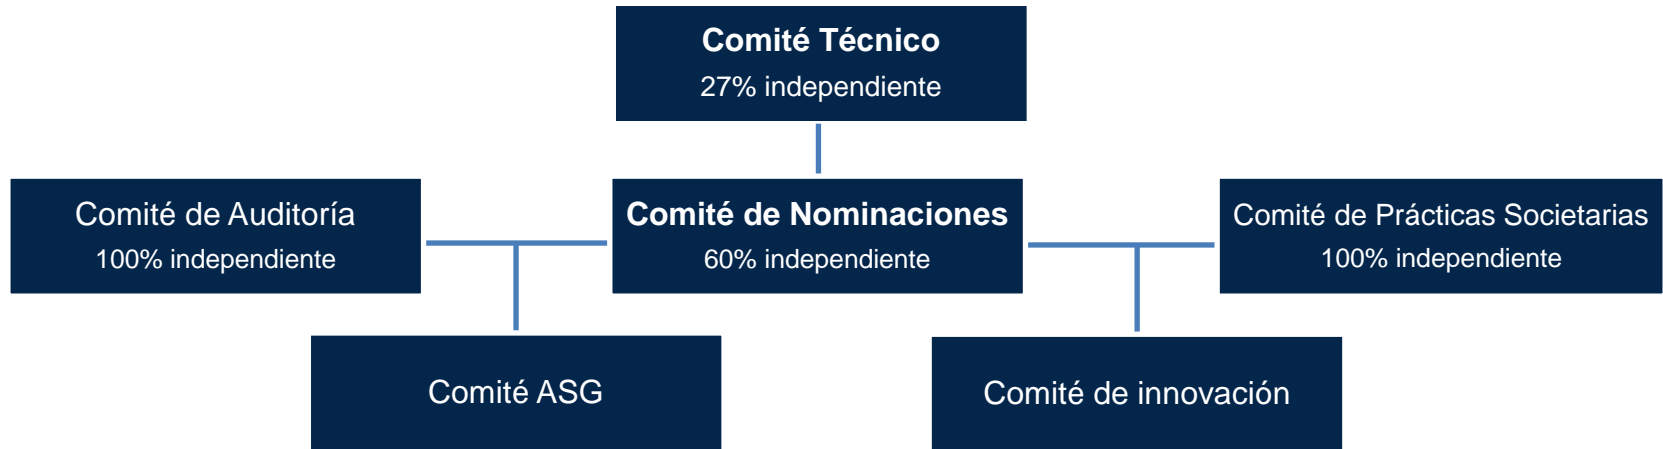 Comité Técnico
27% independiente
Comité de Auditoría
100% independiente
Comité de Nominaciones
60% independiente
Comité de Prácticas Societarias
100% independiente
Comité ASG
Comité de innovación